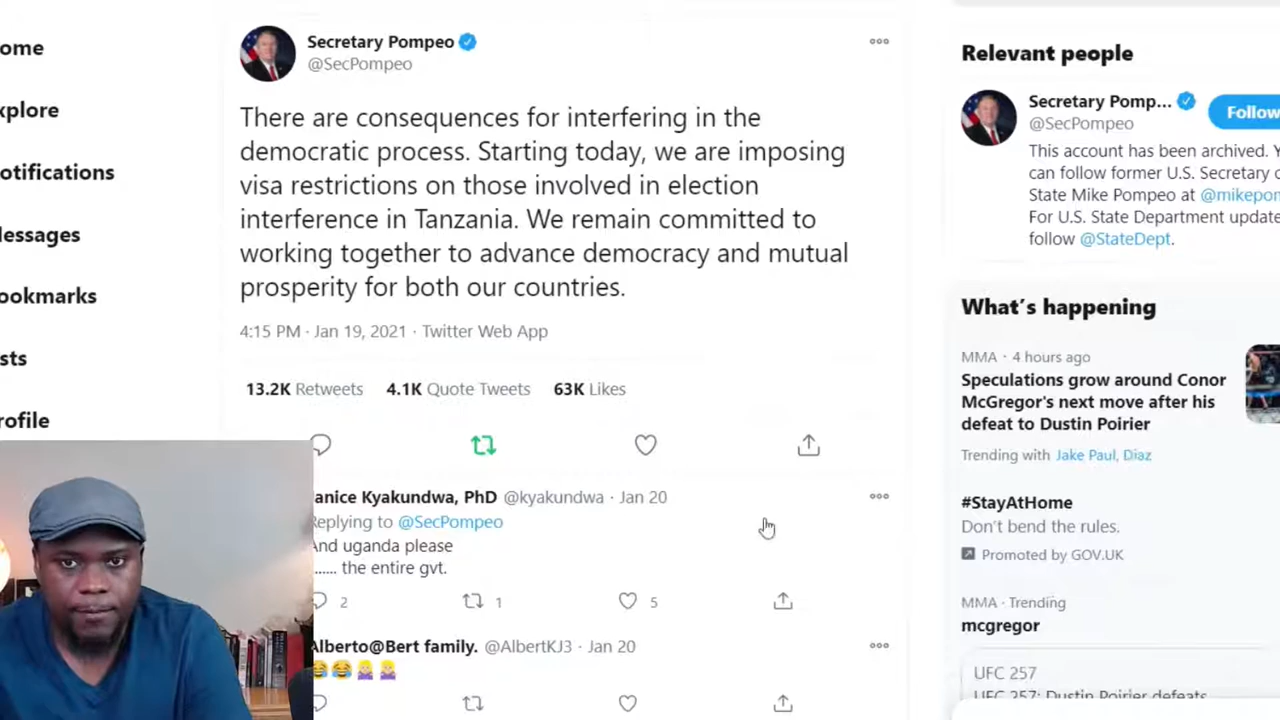 ome
xplore
otifications
essages
ookmarks
sts
rofile
Secretary Pompeo
@SecPompeo
There are consequences for interfering in the
democratic process. Starting today, we are imposing
visa restrictions on those involved in election
interference in Tanzania. We remain committed to
working together to advance democracy and mutual
prosperity for both our countries.
4:15 PM · Jan 19, 2021 · Twitter Web App
13.2K Retweets 4.1K Quote Tweets 63K Likes
anice Kyakundwa, PhD @kyakundwa · Jan 20
Replying to @SecPompeo
And uganda please
...... the entire gvt.
2 1 5
Alberto@Bert family. @AlbertKJ3 · Jan 20
😂😂🤷🏼‍♀️🤷🏼‍♀️
Relevant people
Secretary Pomp...
@SecPompeo
Follow
This account has been archived. Y
can follow former U.S. Secretary o
State Mike Pompeo at @mikepom
For U.S. State Department update
follow @StateDept.
What's happening
MMA · 4 hours ago
Speculations grow around Conor
McGregor's next move after his
defeat to Dustin Poirier
Trending with Jake Paul, Diaz
#StayAtHome
Don't bend the rules.
Promoted by GOV.UK
MMA · Trending
mcgregor
UFC 257
UFC 257: Dustin Poirier defeats